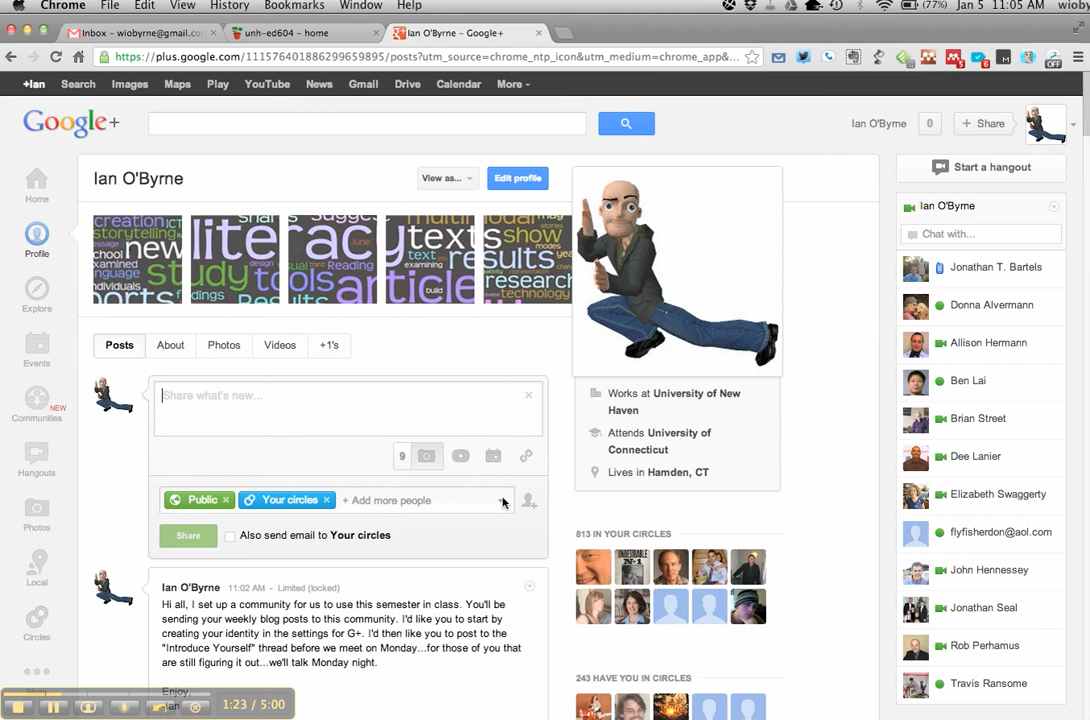 Chrome File Edit View History Bookmarks Window Help (77%) Jan 5 11:05 AM wioby
Inbox – wiobyrne@gmail.co unh-ed604 - home Ian O'Byrne – Google+
https://plus.google.com/111576401886299659895/posts?utm_source=chrome_ntp_icon&utm_medium=chrome_app&...
+Ian Search Images Maps Play YouTube News Gmail Drive Calendar More
Google+ Ian O'Byrne 0 + Share
Home
Profile
Explore
Events
NEW
Communities
Hangouts
Photos
Local
Circles
Ian O'Byrne View as... Edit profile
Posts About Photos Videos +1's
Share what's new...
9
Public × Your circles × + Add more people
Share Also send email to Your circles
Ian O'Byrne 11:02 AM - Limited (locked)
Hi all, I set up a community for us to use this semester in class. You'll be
sending your weekly blog posts to this community. I'd like you to start by
creating your identity in the settings for G+. I'd then like you to post to the
"Introduce Yourself" thread before we meet on Monday...for those of you that
are still figuring it out...we'll talk Monday night.
Enjoy,
Works at University of New
Haven
Attends University of
Connecticut
Lives in Hamden, CT
813 IN YOUR CIRCLES
243 HAVE YOU IN CIRCLES
Start a hangout
Ian O'Byrne
Chat with...
Jonathan T. Bartels
Donna Alvermann
Allison Hermann
Ben Lai
Brian Street
Dee Lanier
Elizabeth Swaggerty
flyfisherdon@aol.com
John Hennessey
Jonathan Seal
Rob Perhamus
Travis Ransome
1:23 / 5:00